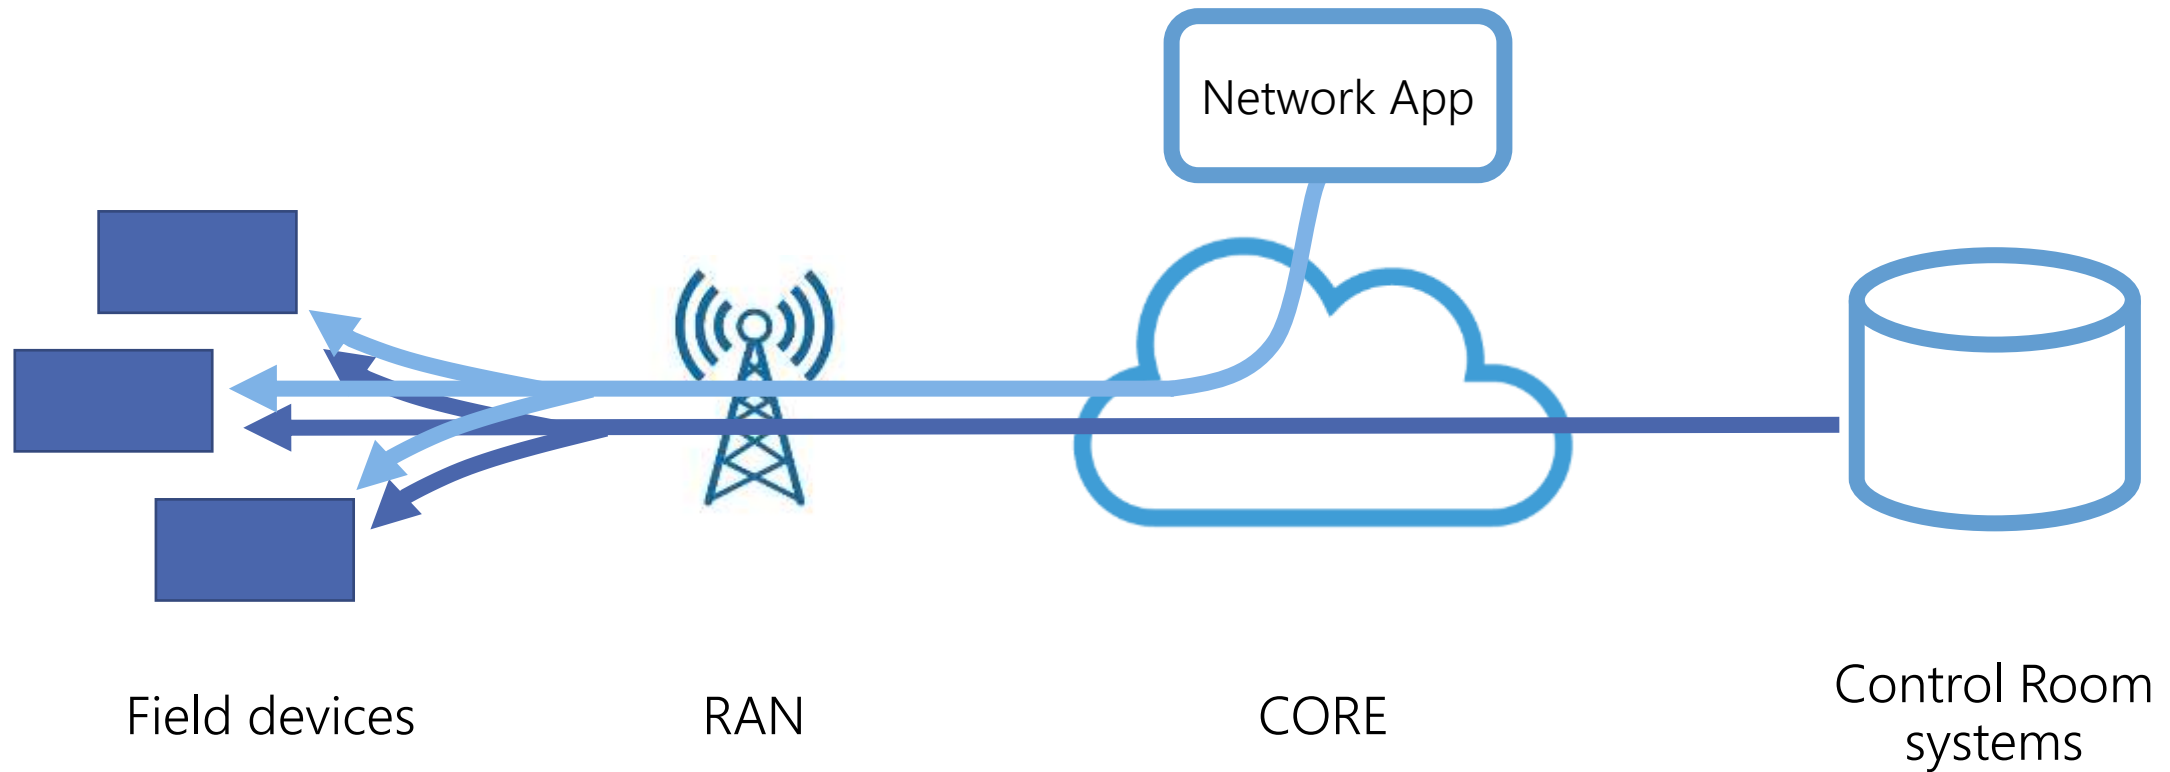 Network App
Field devices
RAN
CORE
Control Room
systems